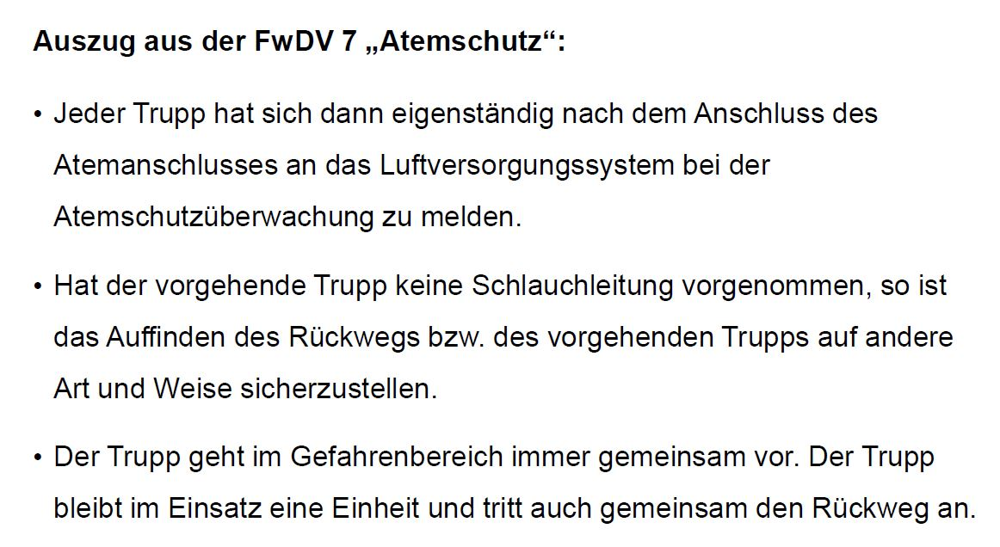 Auszug aus der FwDV 7 „Atemschutz“:
• Jeder Trupp hat sich dann eigenständig nach dem Anschluss des
Atemanschlusses an das Luftversorgungssystem bei der
Atemschutzüberwachung zu melden.
• Hat der vorgehende Trupp keine Schlauchleitung vorgenommen, so ist
das Auffinden des Rückwegs bzw. des vorgehenden Trupps auf andere
Art und Weise sicherzustellen.
• Der Trupp geht im Gefahrenbereich immer gemeinsam vor. Der Trupp
bleibt im Einsatz eine Einheit und tritt auch gemeinsam den Rückweg an.